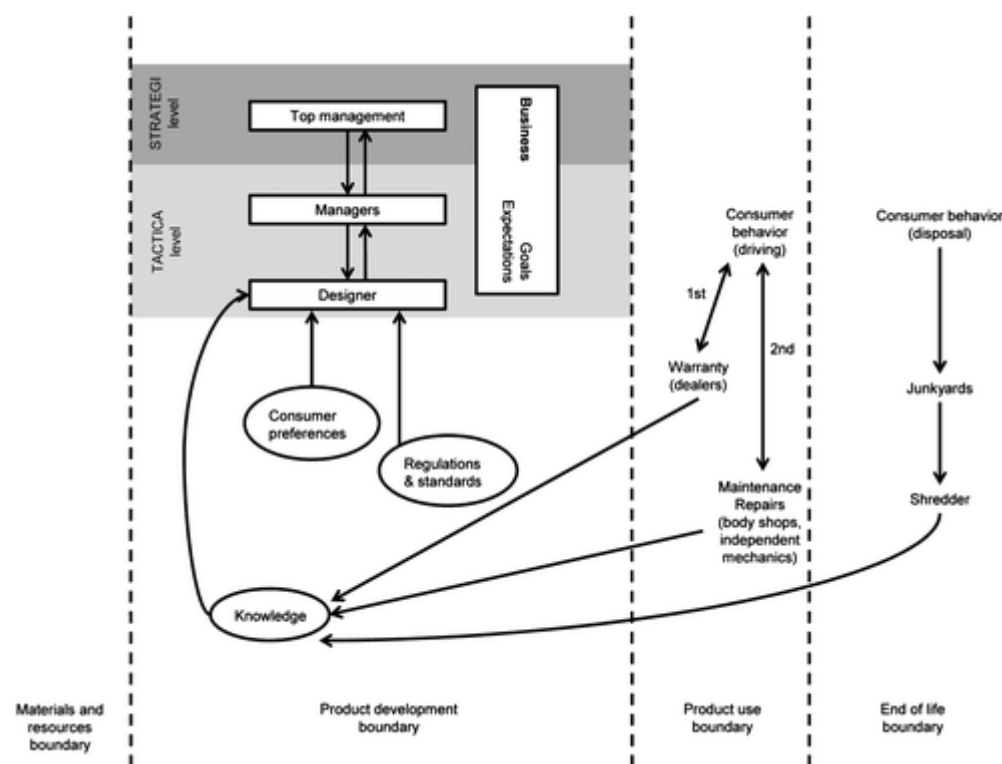 STRATEGI
level
Top management
Business
TACTICA
level
Managers
Goals
Expectations
Designer
Consumer
behavior
(driving)
Consumer behavior
(disposal)
1st
2nd
Warranty
(dealers)
Junkyards
Consumer
preferences
Regulations
& standards
Maintenance
Repairs
(body shops,
independent
mechanics)
Shredder
Knowledge
Materials and
resources
boundary
Product development
boundary
Product use
boundary
End of life
boundary